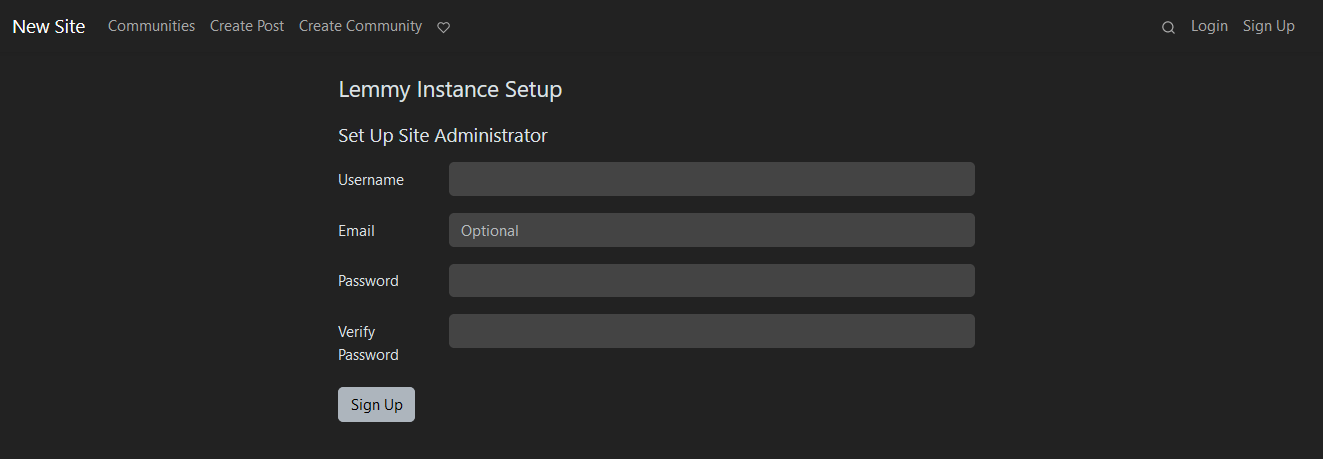 New Site Communities Create Post Create Community Login Sign Up
Lemmy Instance Setup
Set Up Site Administrator
Username
Email Optional
Password
Verify
Password
Sign Up